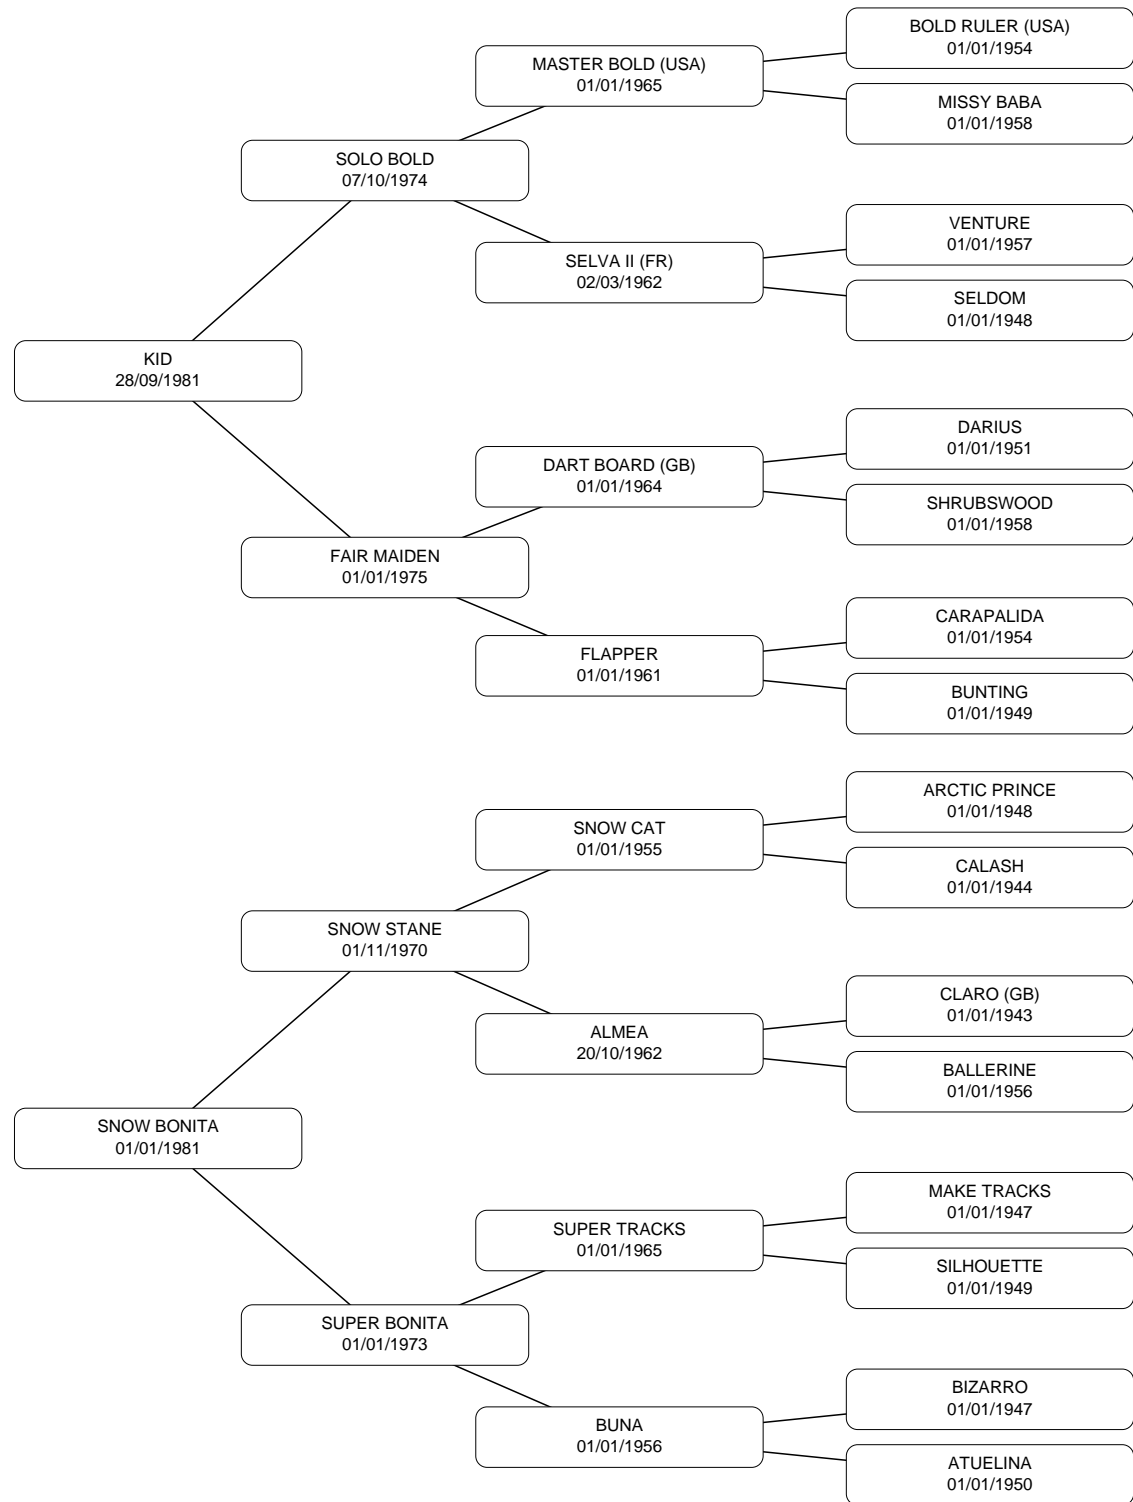 BOLD RULER (USA)
01/01/1954
MASTER BOLD (USA)
01/01/1965
MISSY BABA
01/01/1958
SOLO BOLD
07/10/1974
VENTURE
01/01/1957
SELVA II (FR)
02/03/1962
SELDOM
01/01/1948
KID
28/09/1981
DARIUS
01/01/1951
DART BOARD (GB)
01/01/1964
SHRUBSWOOD
01/01/1958
FAIR MAIDEN
01/01/1975
CARAPALIDA
01/01/1954
FLAPPER
01/01/1961
BUNTING
01/01/1949
ARCTIC PRINCE
01/01/1948
SNOW CAT
01/01/1955
CALASH
01/01/1944
SNOW STANE
01/11/1970
CLARO (GB)
01/01/1943
ALMEA
20/10/1962
BALLERINE
01/01/1956
SNOW BONITA
01/01/1981
MAKE TRACKS
01/01/1947
SUPER TRACKS
01/01/1965
SILHOUETTE
01/01/1949
SUPER BONITA
01/01/1973
BIZARRO
01/01/1947
BUNA
01/01/1956
ATUELINA
01/01/1950